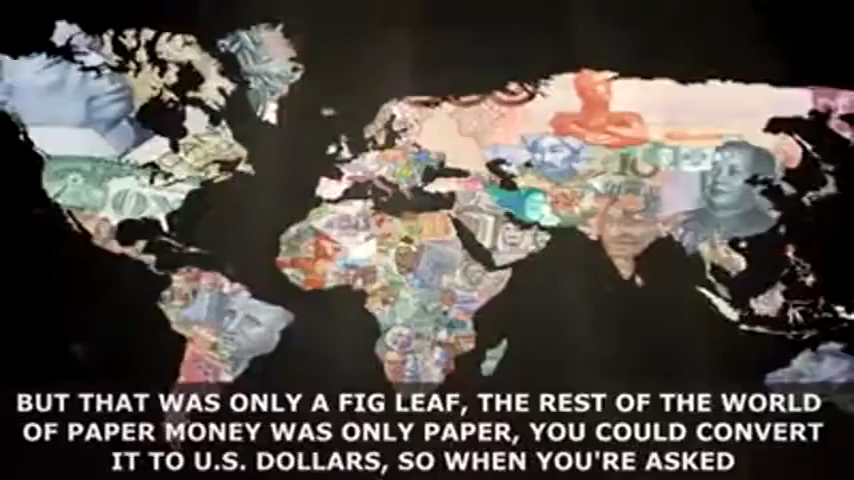 BUT THAT WAS ONLY A FIG LEAF, THE REST OF THE WORLD
OF PAPER MONEY WAS ONLY PAPER, YOU COULD CONVERT
IT TO U.S. DOLLARS, SO WHEN YOU'RE ASKED